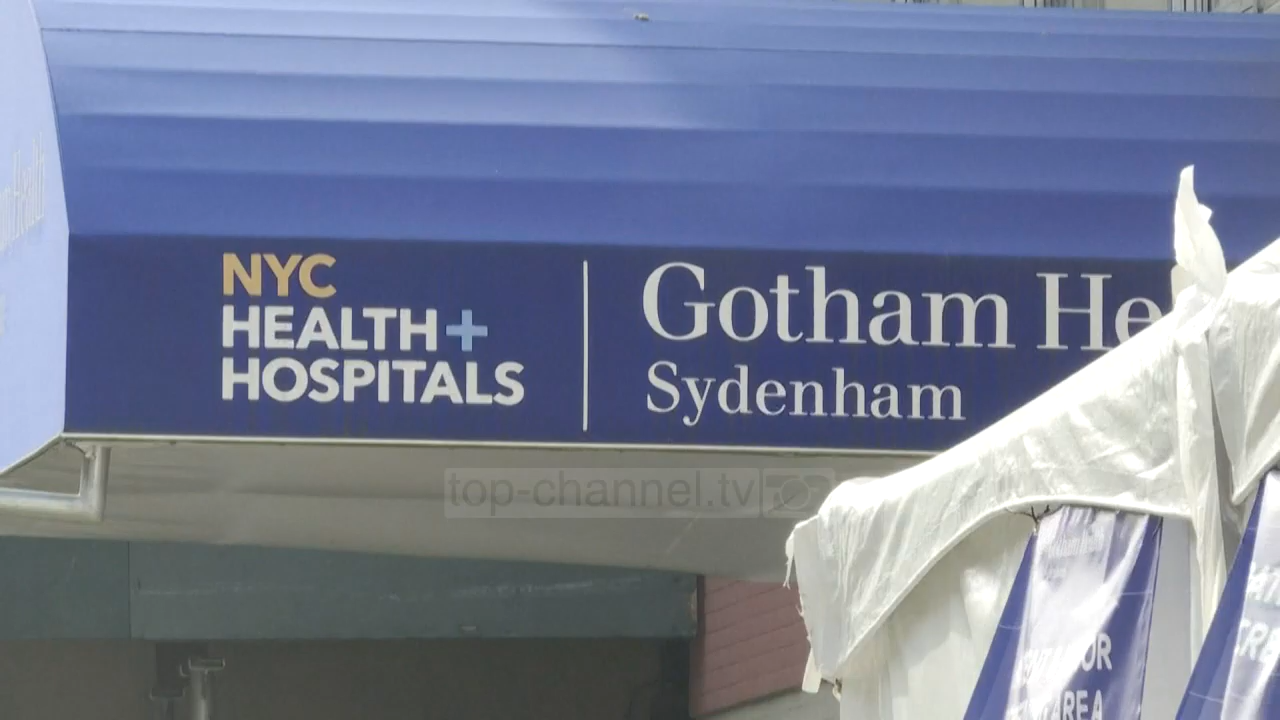 NYC
HEALTH+
HOSPITALS
Gotham He
Sydenham
top-channel.tv